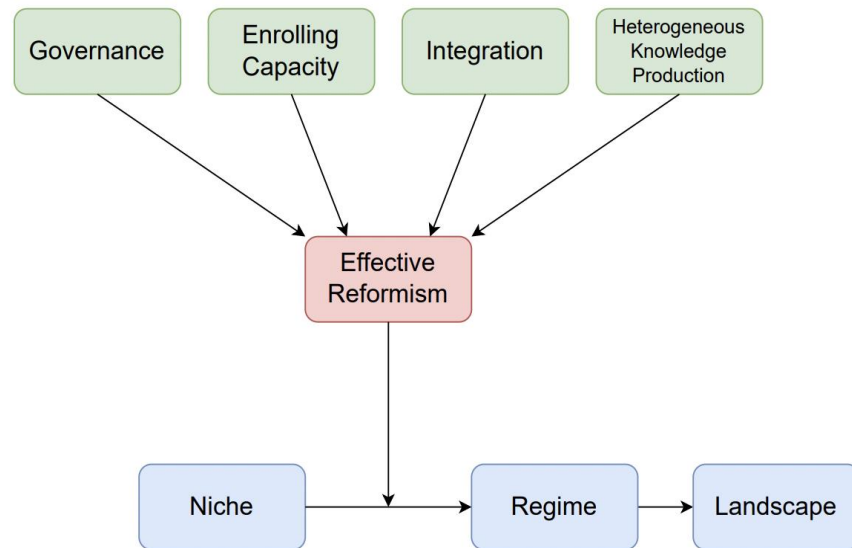 Governance
Enrolling
Capacity
Integration
Heterogeneous
Knowledge
Production
Effective
Reformism
Niche
Regime
Landscape